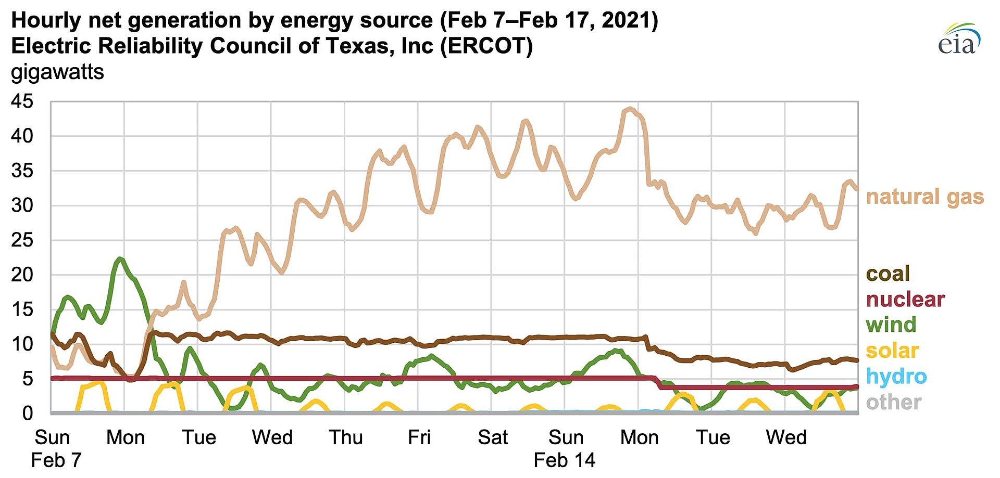 Hourly net generation by energy source (Feb 7–Feb 17, 2021)
Electric Reliability Council of Texas, Inc (ERCOT)
gigawatts
eia
45
40
35
30
25
20
15
10
5
0
natural gas
coal
nuclear
wind
solar
hydro
other
Sun Mon Tue Wed Thu Fri Sat Sun Mon Tue Wed
Feb 7 Feb 14